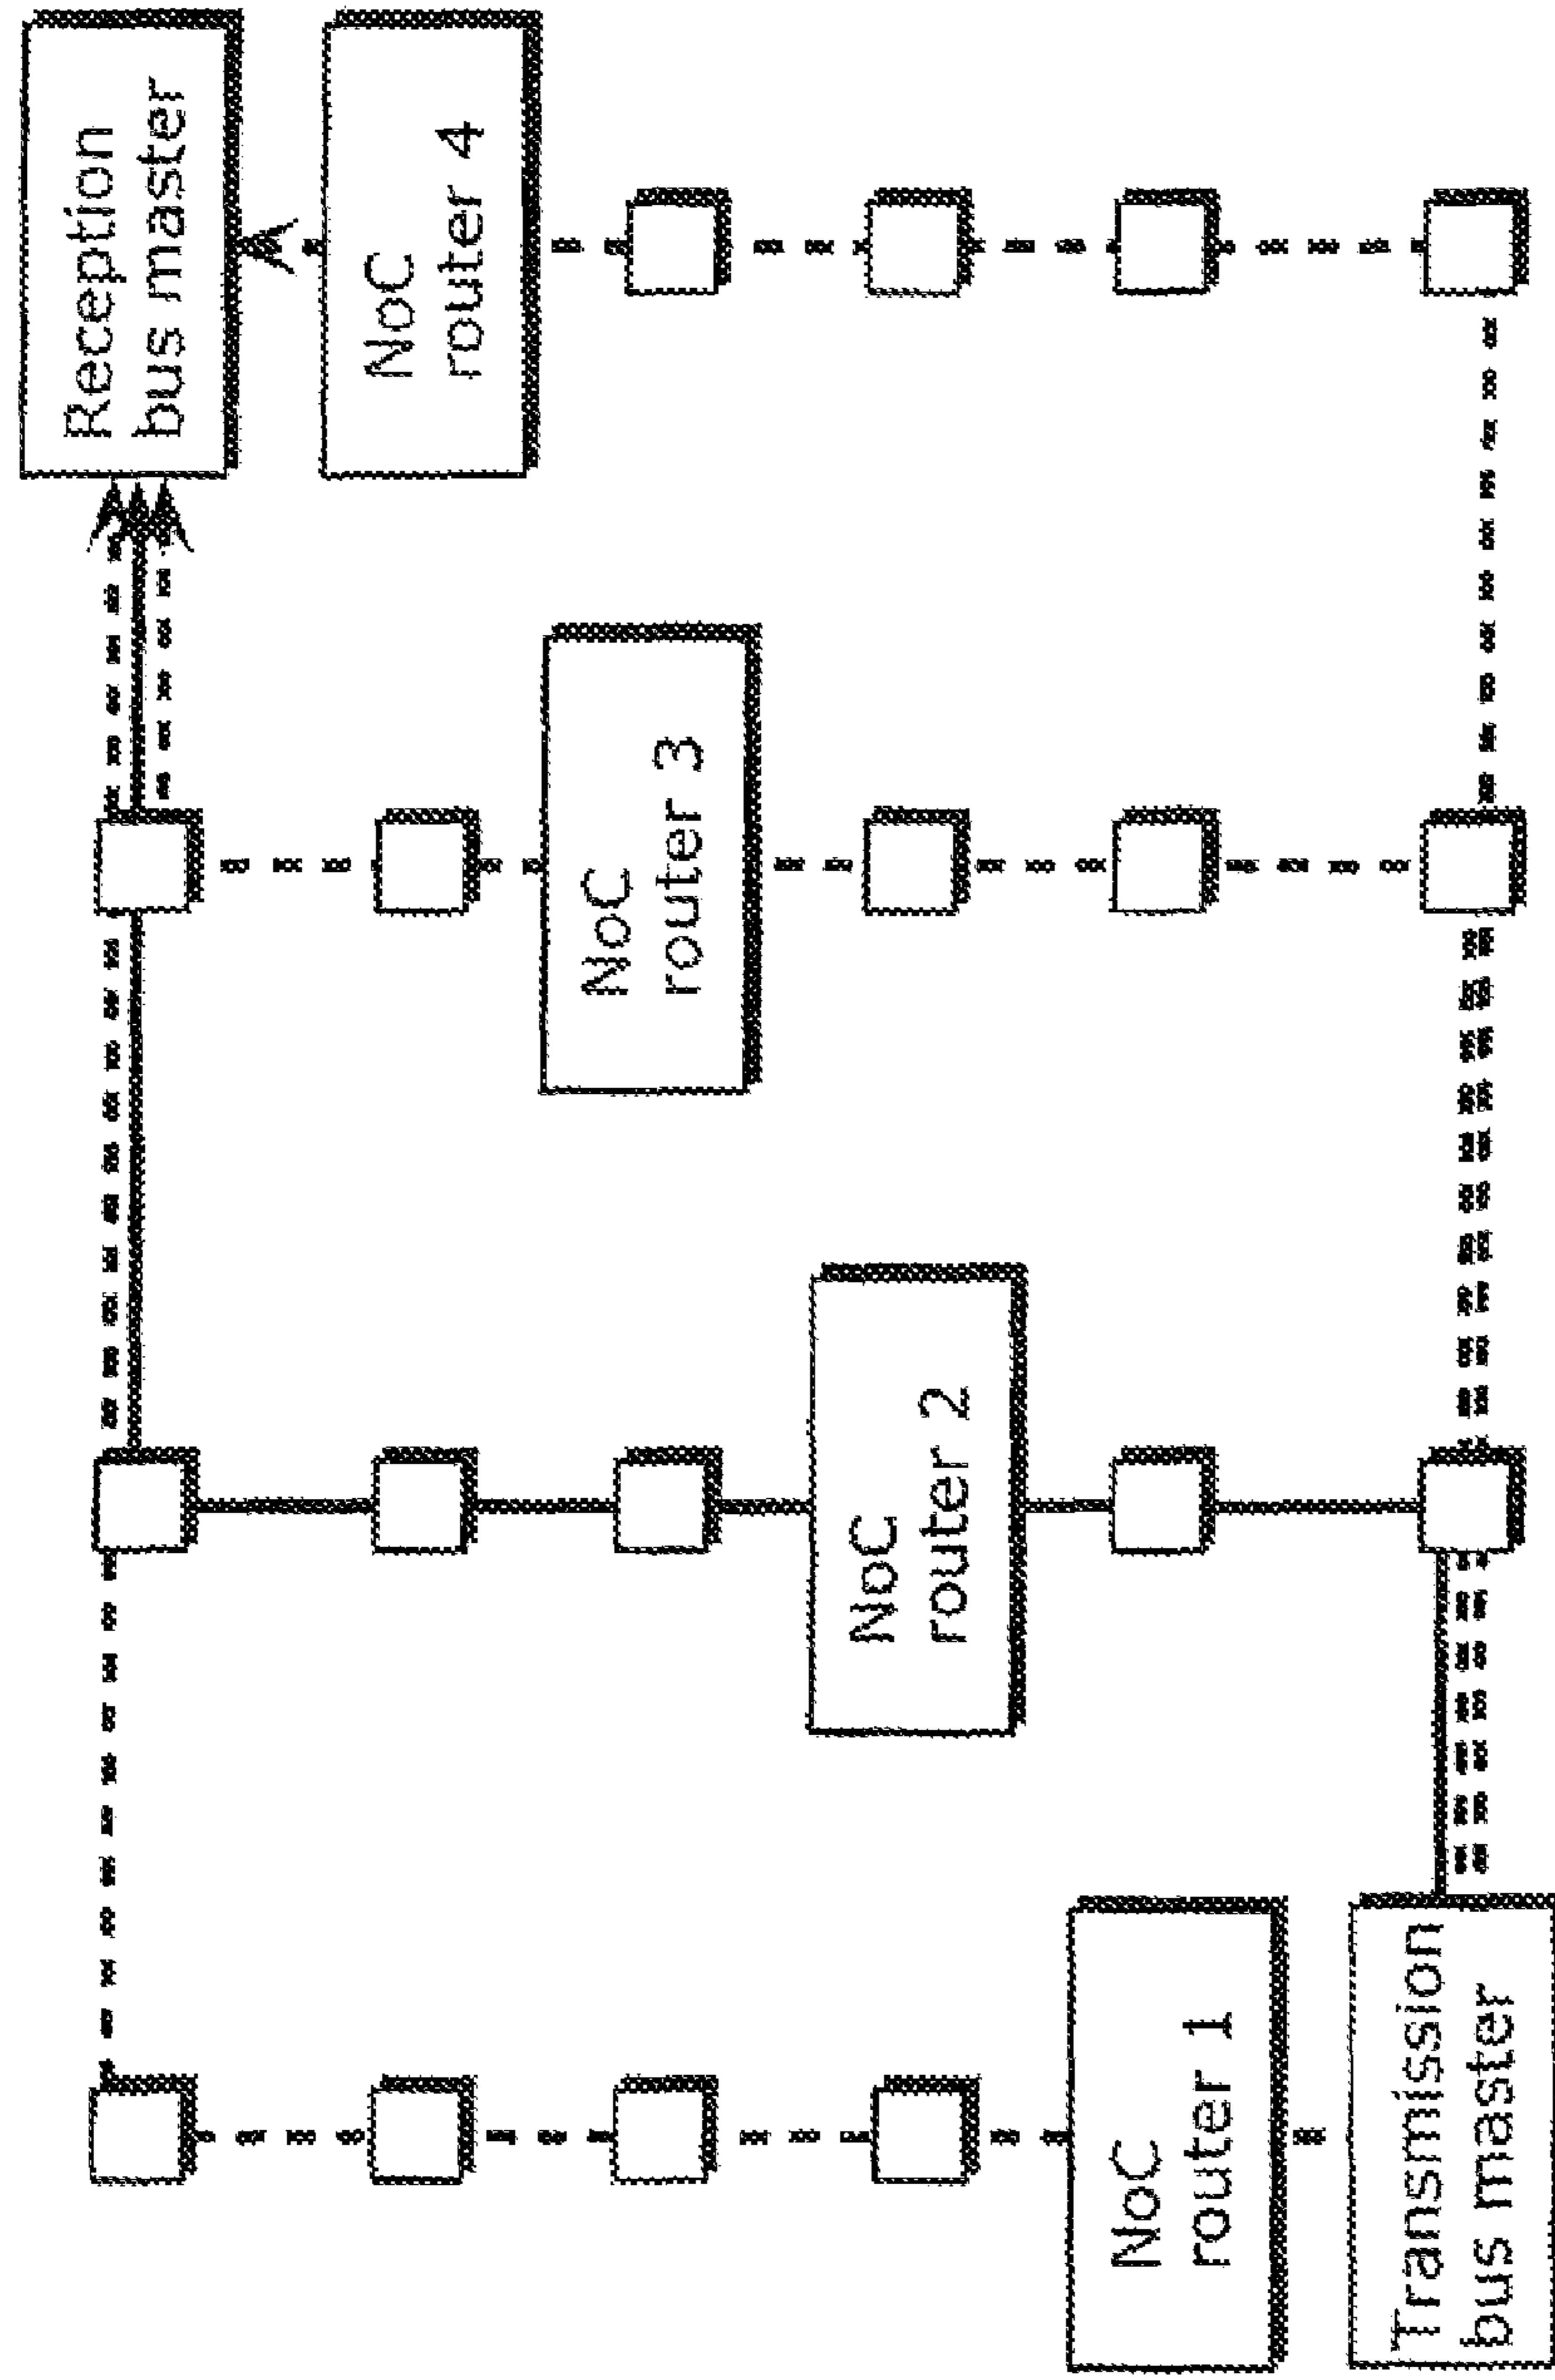 Transmission
bus master
NoC
router 1
NoC
router 2
NoC
router 3
NoC
router 4
Reception
bus master